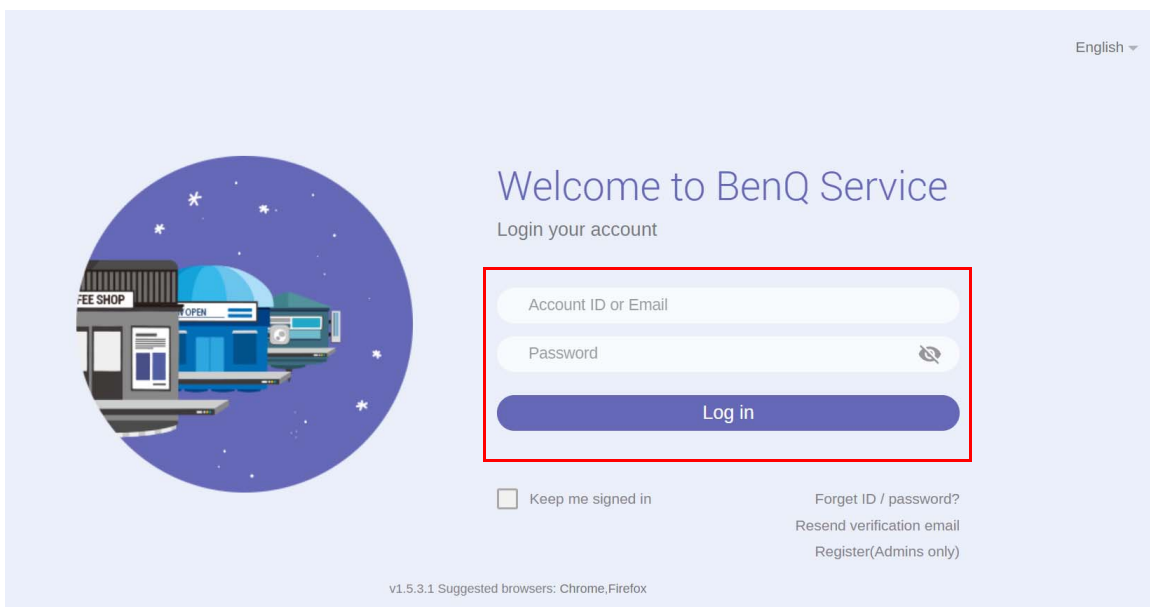 English
Welcome to BenQ Service
Login your account
FEE SHOP
OPEN
Account ID or Email
Password
Log in
Keep me signed in
Forget ID / password?
Resend verification email
Register(Admins only)
v1.5.3.1 Suggested browsers: Chrome,Firefox